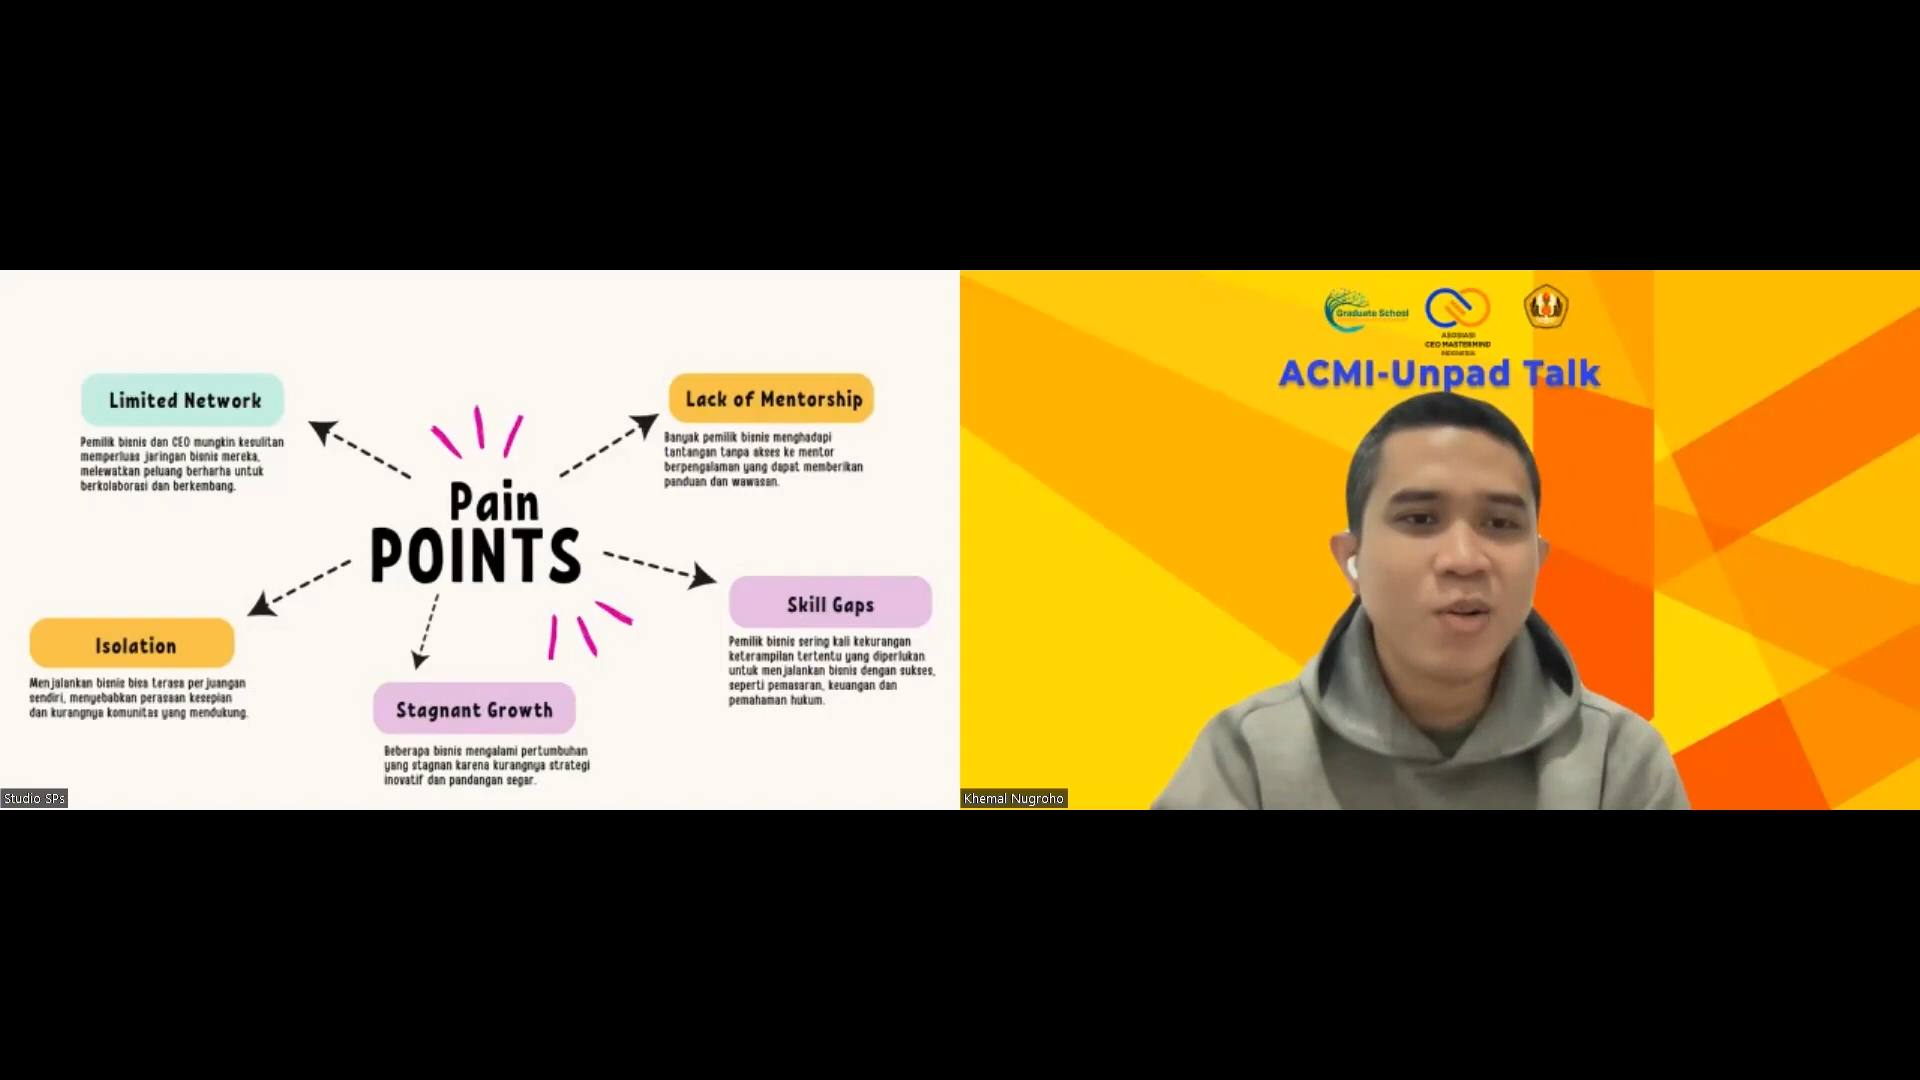 Limited Network
Pemilik bisnis dan CEO mungkin kesulitan
memperluas jaringan bisnis mereka,
melewatkan peluang berharha untuk
berkolaborasi dan berkembang.
Lack of Mentorship
Banyak pemilik bisnis menghadapi
tantangan tanpa akses ke mentor
berpengalaman yang dapat memberikan
panduan dan wawasan.
Pain
POINTS
Isolation
Menjalankan bisnis bisa terasa perjuangan
sendiri, menyebabkan perasaan kesepian
dan kurangnya komunitas yang mendukung.
Stagnant Growth
Beberapa bisnis mengalami pertumbuhan
yang stagnan karena kurangnya strategi
inovatif dan pandangan segar.
Skill Gaps
Pemilik bisnis sering kali kekurangan
keterampilan tertentu yang diperlukan
untuk menjalankan bisnis dengan sukses,
seperti pemasaran, keuangan dan
pemahaman hukum.
Studio SPs
Graduate School
ASOSIASI
CEO MASTERMIND
INDONESIA
ACMI-Unpad Talk
Khemal Nugroho